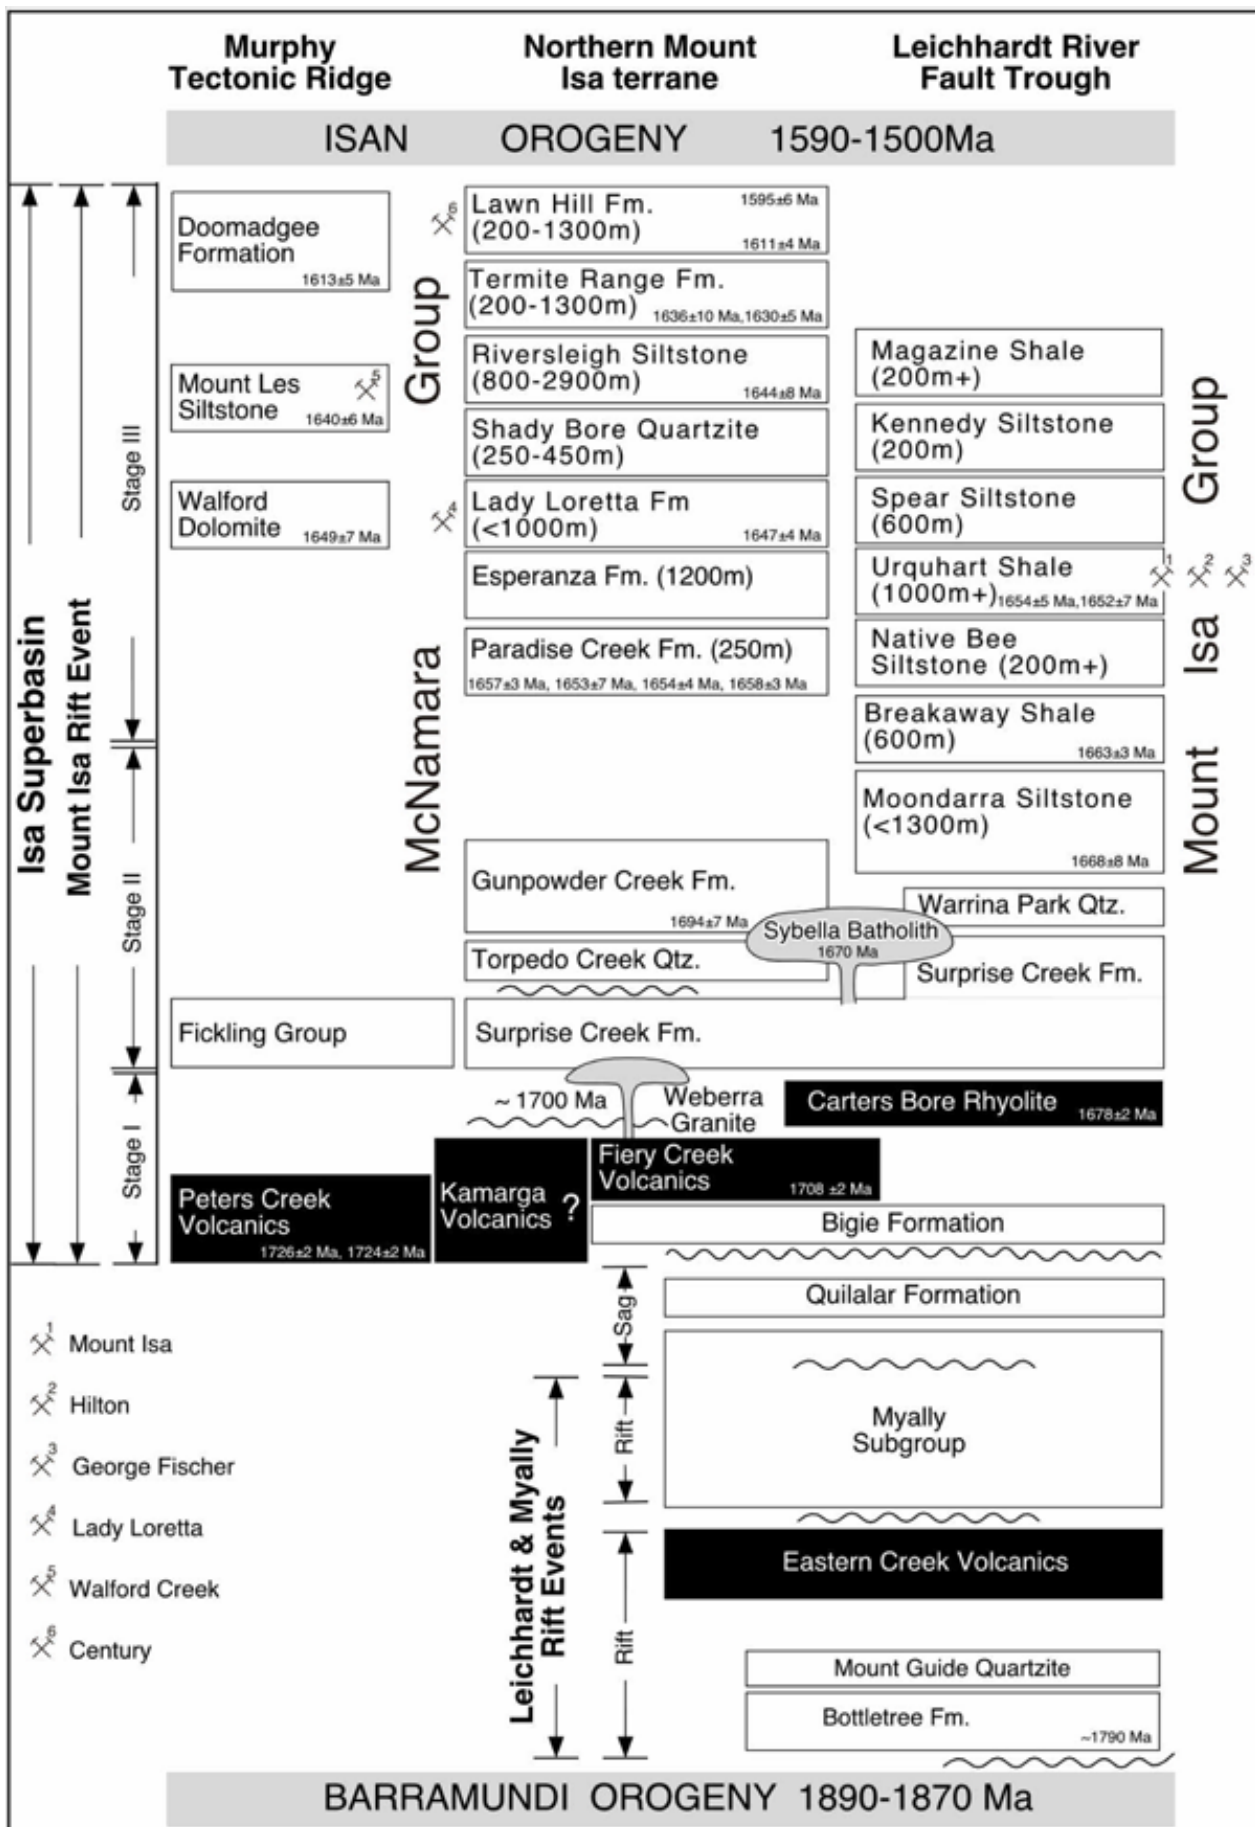 Murphy
Tectonic Ridge
Northern Mount
Isa terrane
Leichhardt River
Fault Trough
ISAN OROGENY 1590-1500Ma
Isa Superbasin
Mount Isa Rift Event
Stage III
Stage II
Stage I
Doomadgee
Formation
1613±5 Ma
Mount Les
Siltstone
5
1640±6 Ma
Walford
Dolomite
1649±7 Ma
Fickling Group
Peters Creek
Volcanics
1726±2 Ma, 1724±2 Ma
McNamara Group
6
Lawn Hill Fm.
(200-1300m)
1595±6 Ma
1611±4 Ma
Termite Range Fm.
(200-1300m)
1636±10 Ma,1630±5 Ma
Riversleigh Siltstone
(800-2900m)
1644±8 Ma
Shady Bore Quartzite
(250-450m)
4
Lady Loretta Fm
(<1000m)
1647±4 Ma
Esperanza Fm. (1200m)
Paradise Creek Fm. (250m)
1657±3 Ma, 1653±7 Ma, 1654±4 Ma, 1658±3 Ma
Gunpowder Creek Fm.
1694±7 Ma
Torpedo Creek Qtz.
Surprise Creek Fm.
Sybella Batholith
1670 Ma
~ 1700 Ma
Weberra
Granite
Kamarga
Volcanics ?
Fiery Creek
Volcanics
1708 ±2 Ma
Magazine Shale
(200m+)
Kennedy Siltstone
(200m)
Spear Siltstone
(600m)
Urquhart Shale
(1000m+)
1654±5 Ma,1652±7 Ma
1 2 3
Native Bee
Siltstone (200m+)
Breakaway Shale
(600m)
1663±3 Ma
Moondarra Siltstone
(<1300m)
1668±8 Ma
Mount Isa Group
Warrina Park Qtz.
Surprise Creek Fm.
Carters Bore Rhyolite
1678±2 Ma
Bigie Formation
Quilalar Formation
Myally
Subgroup
Eastern Creek Volcanics
Mount Guide Quartzite
Bottletree Fm.
~1790 Ma
Sag
Rift
Rift
Leichhardt & Myally
Rift Events
1 Mount Isa
2 Hilton
3 George Fischer
4 Lady Loretta
5 Walford Creek
6 Century
BARRAMUNDI OROGENY 1890-1870 Ma